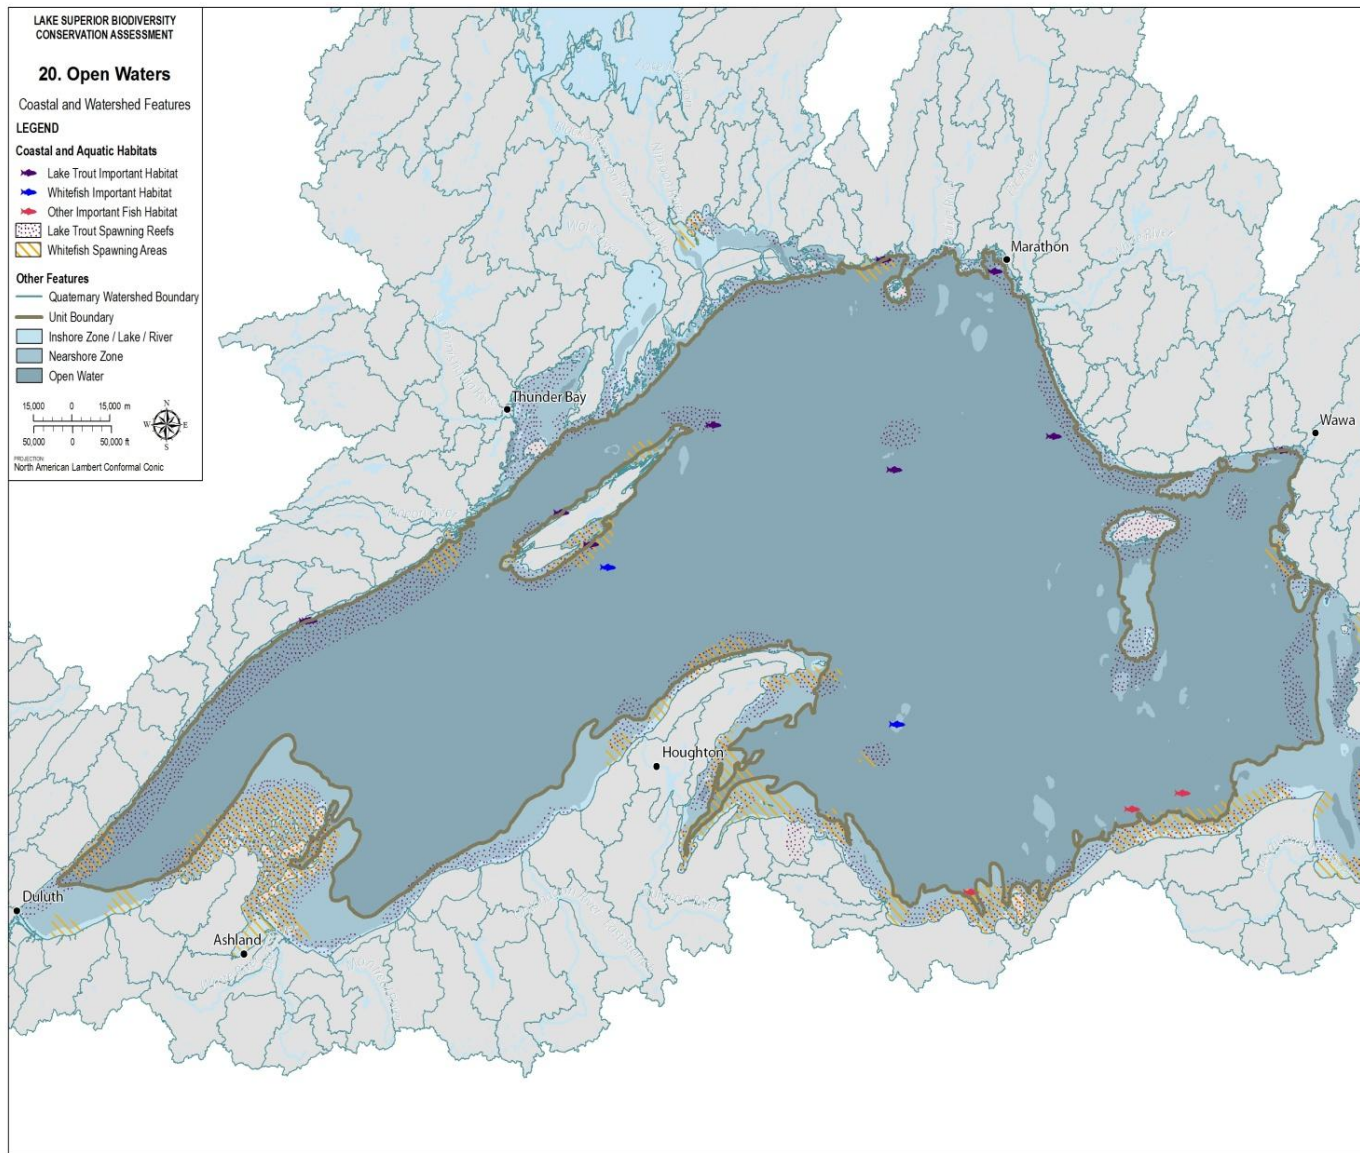 LAKE SUPERIOR BIODIVERSITY
CONSERVATION ASSESSMENT
20. Open Waters
Coastal and Watershed Features
LEGEND
Coastal and Aquatic Habitats
Lake Trout Important Habitat
Whitefish Important Habitat
Other Important Fish Habitat
Lake Trout Spawning Reefs
Whitefish Spawning Areas
Other Features
Quaternary Watershed Boundary
Unit Boundary
Inshore Zone / Lake / River
Nearshore Zone
Open Water
15,000 0 15,000 m
50,000 0 50,000 ft
N
W E
S
PROJECTION:
North American Lambert Conformal Conic
Marathon
Thunder Bay
Wawa
Houghton
Duluth
Ashland